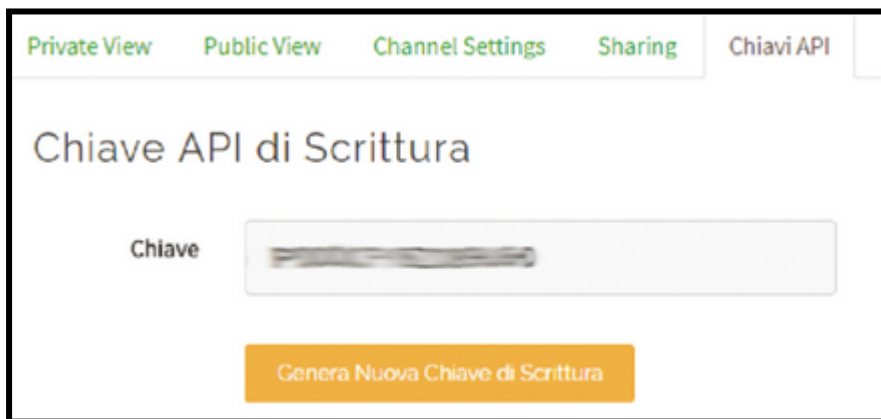 Private View Public View Channel Settings Sharing Chiavi API
Chiave API di Scrittura
Chiave
Genera Nuova Chiave di Scrittura